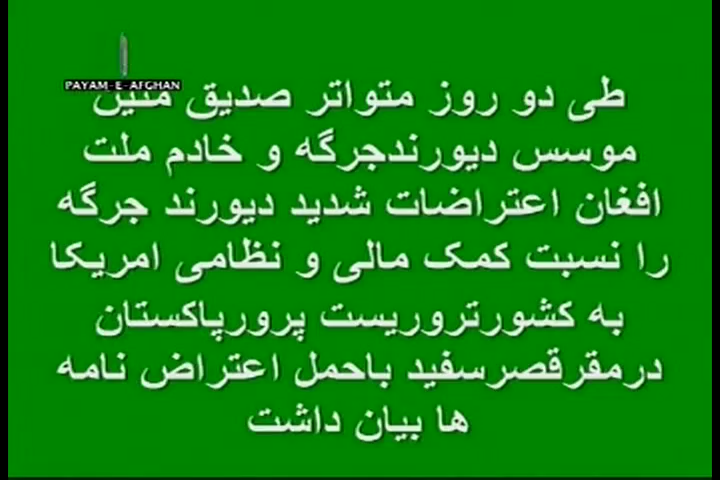 PAYAM-E-AFGHAN
طی دو روز متواتر صدیق متین
موسس دیورندجرگه و خادم ملت
افغان اعتراضات شدید دیورند جرگه
را نسبت کمک مالی و نظامی امریکا
به کشورتروریست پرورپاکستان
درمقرقصرسفید باحمل اعتراض نامه
ها بیان داشت